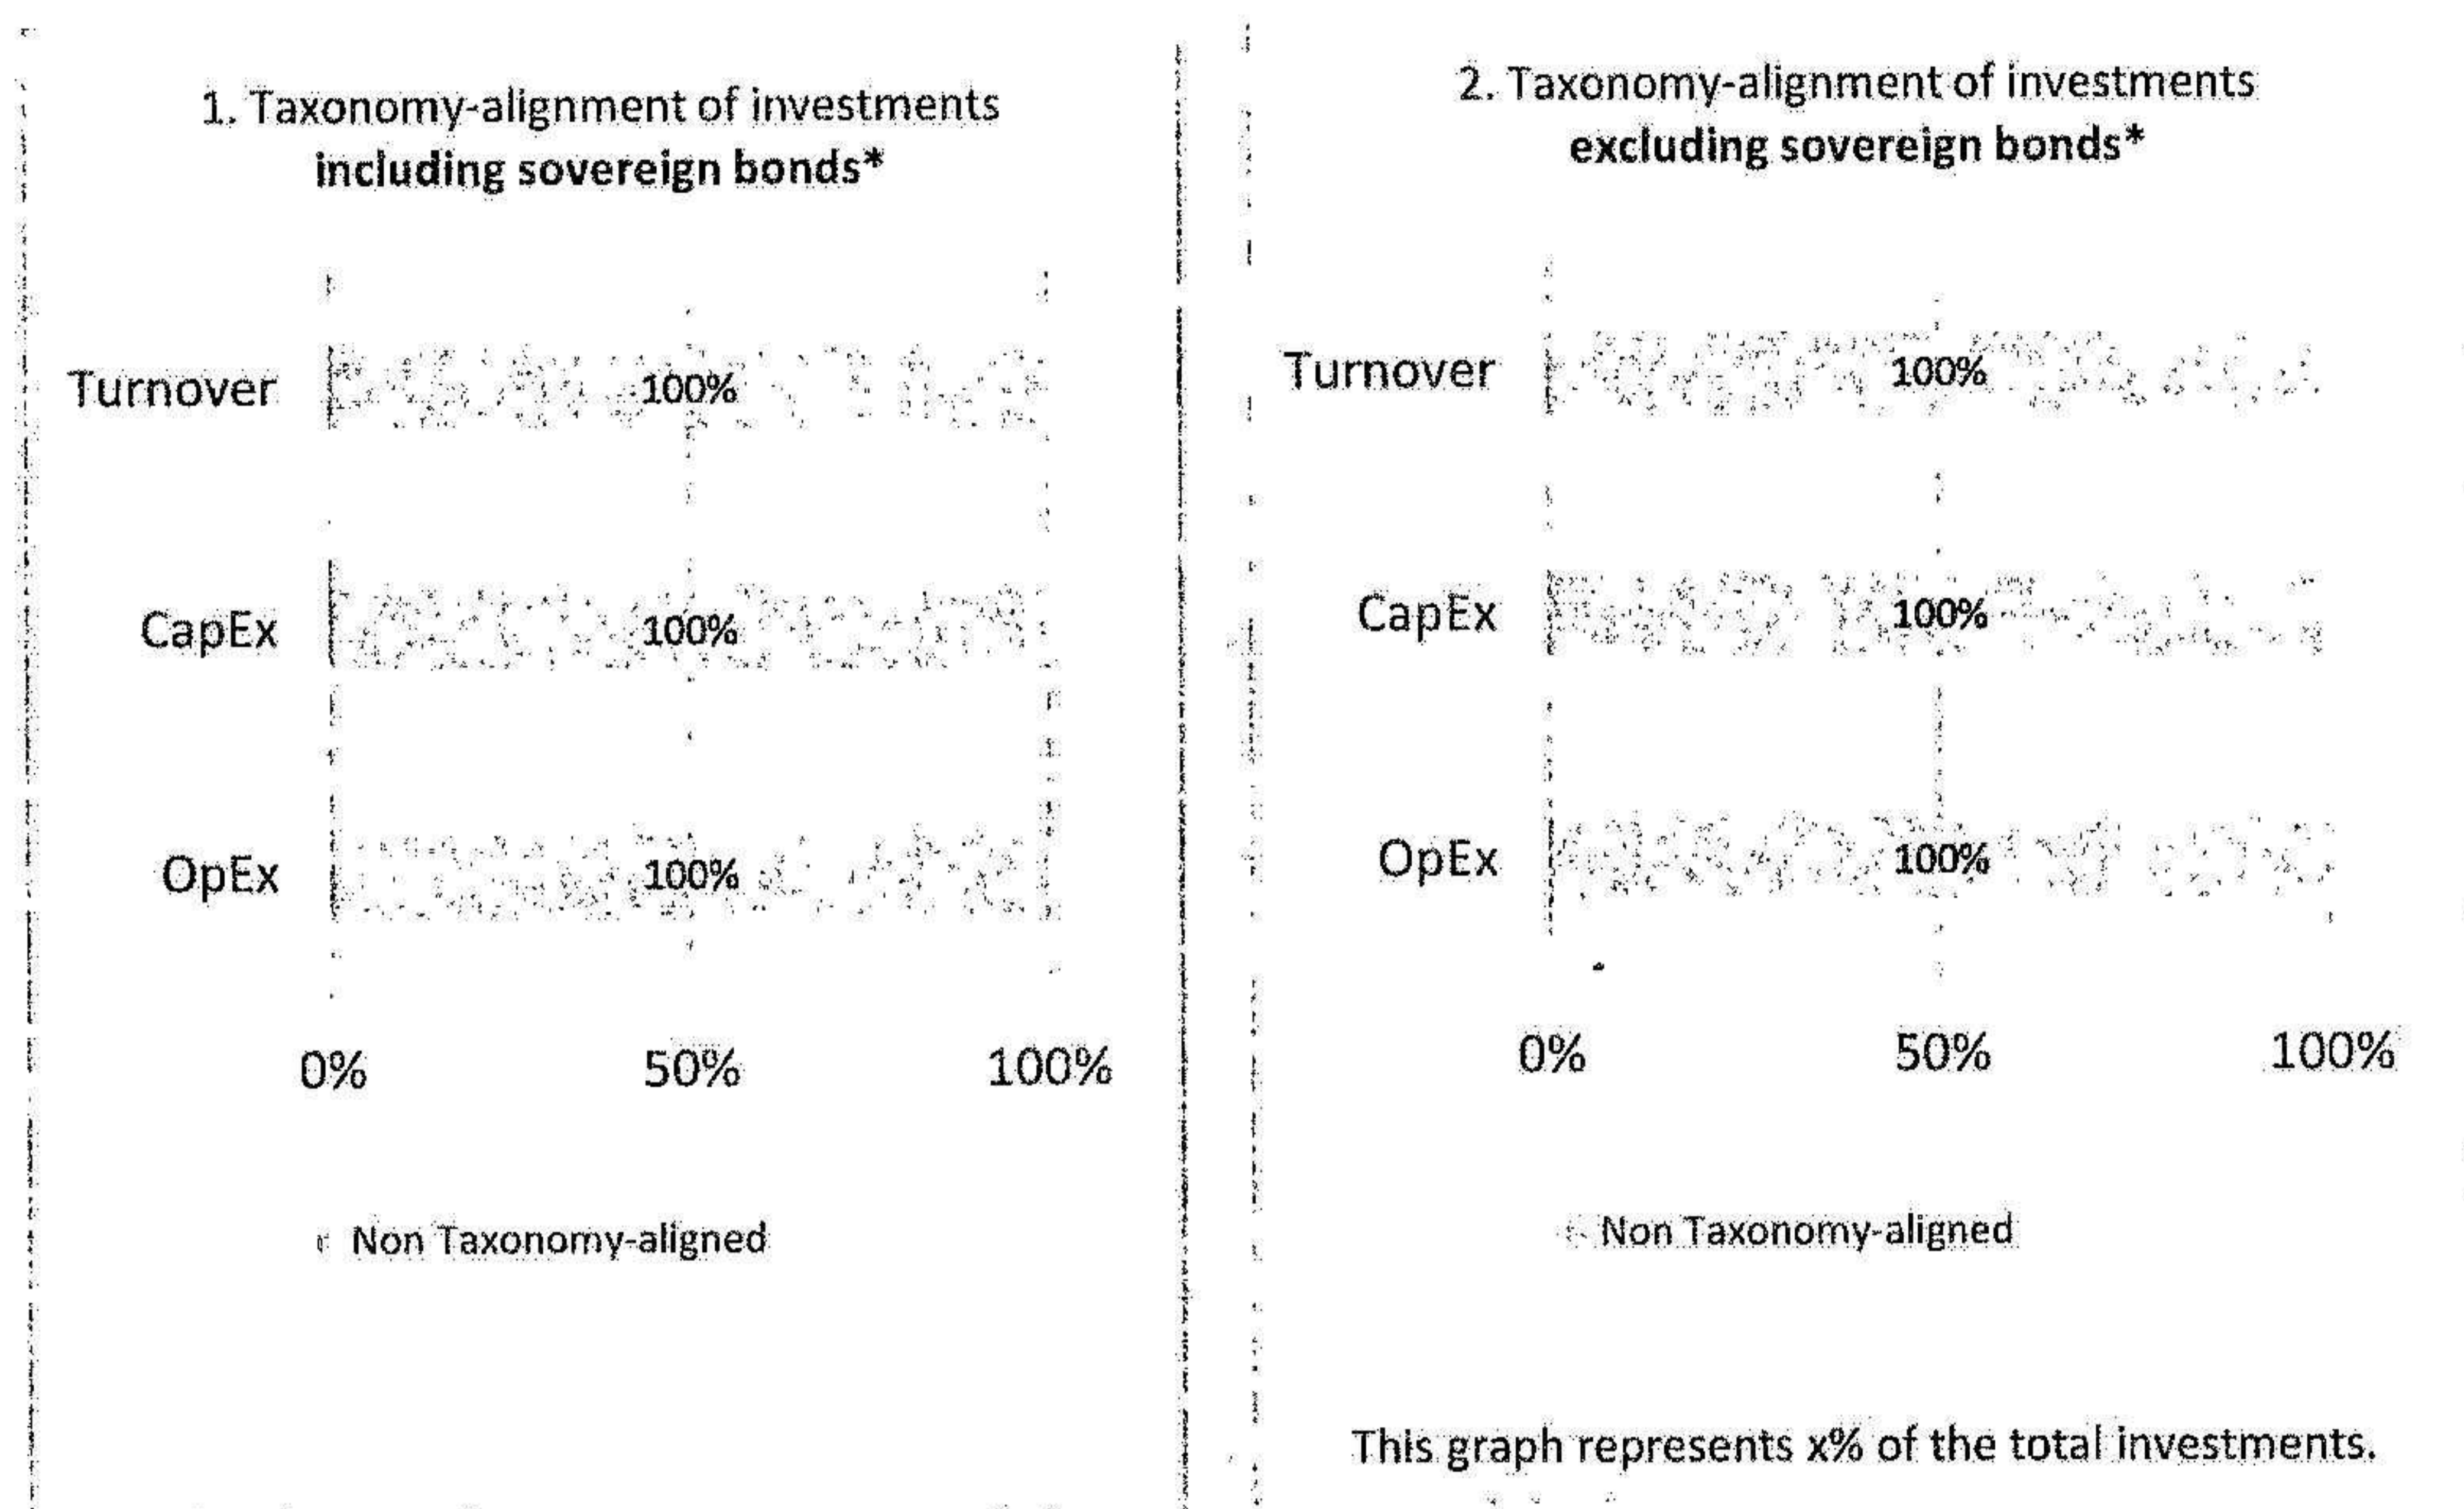 1. Taxonomy-alignment of investments
including sovereign bonds*
Turnover
100%
CapEx
100%
OpEx
100%
0% 50% 100%
Non Taxonomy-aligned
2. Taxonomy-alignment of investments
excluding sovereign bonds*
Turnover
100%
CapEx
100%
OpEx
100%
0% 50% 100%
Non Taxonomy-aligned
This graph represents x% of the total investments.